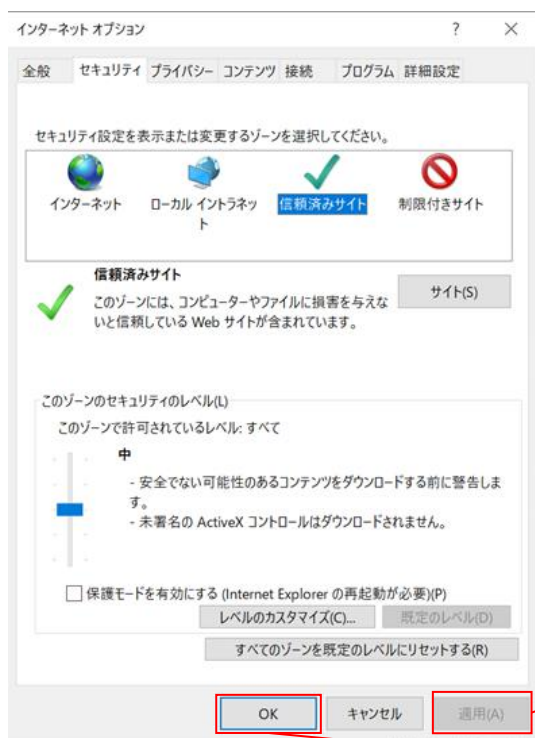 インターネット オプション
?
×
全般 セキュリティ プライバシー コンテンツ 接続 プログラム 詳細設定
セキュリティ設定を表示または変更するゾーンを選択してください。
インターネット
ローカル イントラネッ
ト
信頼済みサイト
制限付きサイト
信頼済みサイト
このゾーンには、コンピューターやファイルに損害を与えな
いと信頼している Web サイトが含まれています。
サイト(S)
このゾーンのセキュリティのレベル(L)
このゾーンで許可されているレベル: すべて
中
- 安全でない可能性のあるコンテンツをダウンロードする前に警告しま
す。
- 未署名の ActiveX コントロールはダウンロードされません。
保護モードを有効にする (Internet Explorer の再起動が必要)(P)
レベルのカスタマイズ(C)... 既定のレベル(D)
すべてのゾーンを既定のレベルにリセットする(R)
OK キャンセル 適用(A)